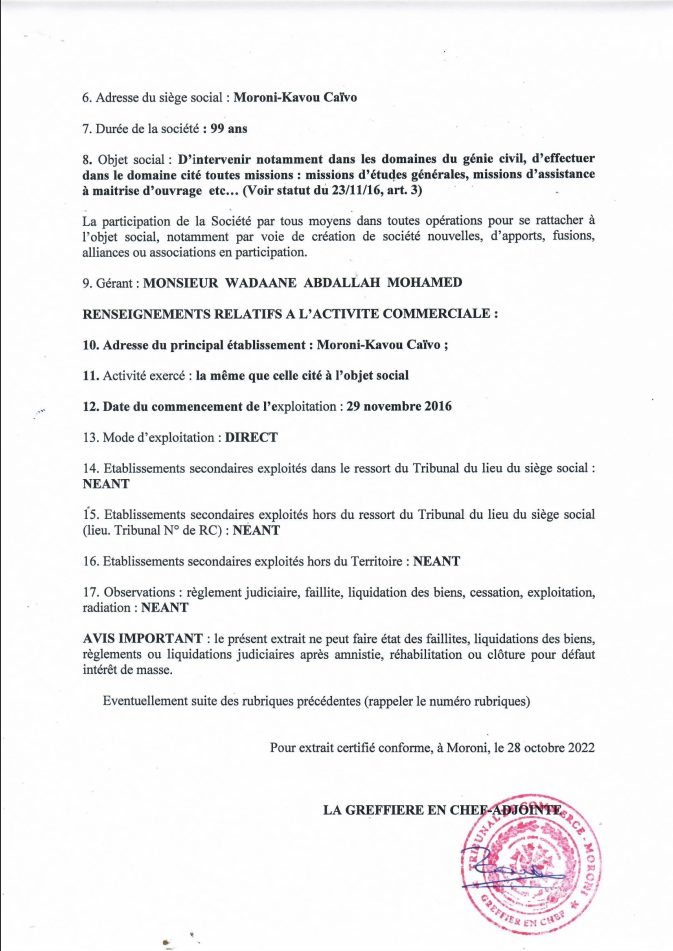 6. Adresse du siège social : Moroni-Kavou Caïvo
7. Durée de la société : 99 ans
8. Objet social : D’intervenir notamment dans les domaines du génie civil, d’effectuer
dans le domaine cité toutes missions : missions d’études générales, missions d’assistance
à maitrise d’ouvrage etc... (Voir statut du 23/11/16, art. 3)
La participation de la Société par tous moyens dans toutes opérations pour se rattacher à
l’objet social, notamment par voie de création de société nouvelles, d’apports, fusions,
alliances ou associations en participation.
9. Gérant : MONSIEUR WADAANE ABDALLAH MOHAMED
RENSEIGNEMENTS RELATIFS A L’ACTIVITE COMMERCIALE :
10. Adresse du principal établissement : Moroni-Kavou Caïvo ;
11. Activité exercé : la même que celle cité à l’objet social
12. Date du commencement de l’exploitation : 29 novembre 2016
13. Mode d’exploitation : DIRECT
14. Etablissements secondaires exploités dans le ressort du Tribunal du lieu du siège social :
NEANT
15. Etablissements secondaires exploités hors du ressort du Tribunal du lieu du siège social
(lieu. Tribunal N° de RC) : NEANT
16. Etablissements secondaires exploités hors du Territoire : NEANT
17. Observations : règlement judiciaire, faillite, liquidation des biens, cessation, exploitation,
radiation : NEANT
AVIS IMPORTANT : le présent extrait ne peut faire état des faillites, liquidations des biens,
règlements ou liquidations judiciaires après amnistie, réhabilitation ou clôture pour défaut
intérêt de masse.
Eventuellement suite des rubriques précédentes (rappeler le numéro rubriques)
Pour extrait certifié conforme, à Moroni, le 28 octobre 2022
LA GREFFIERE EN CHEF-ADJOINTE
TRIBUNAL DE COMMERCE - MORONI
GREFFIER EN CHEF